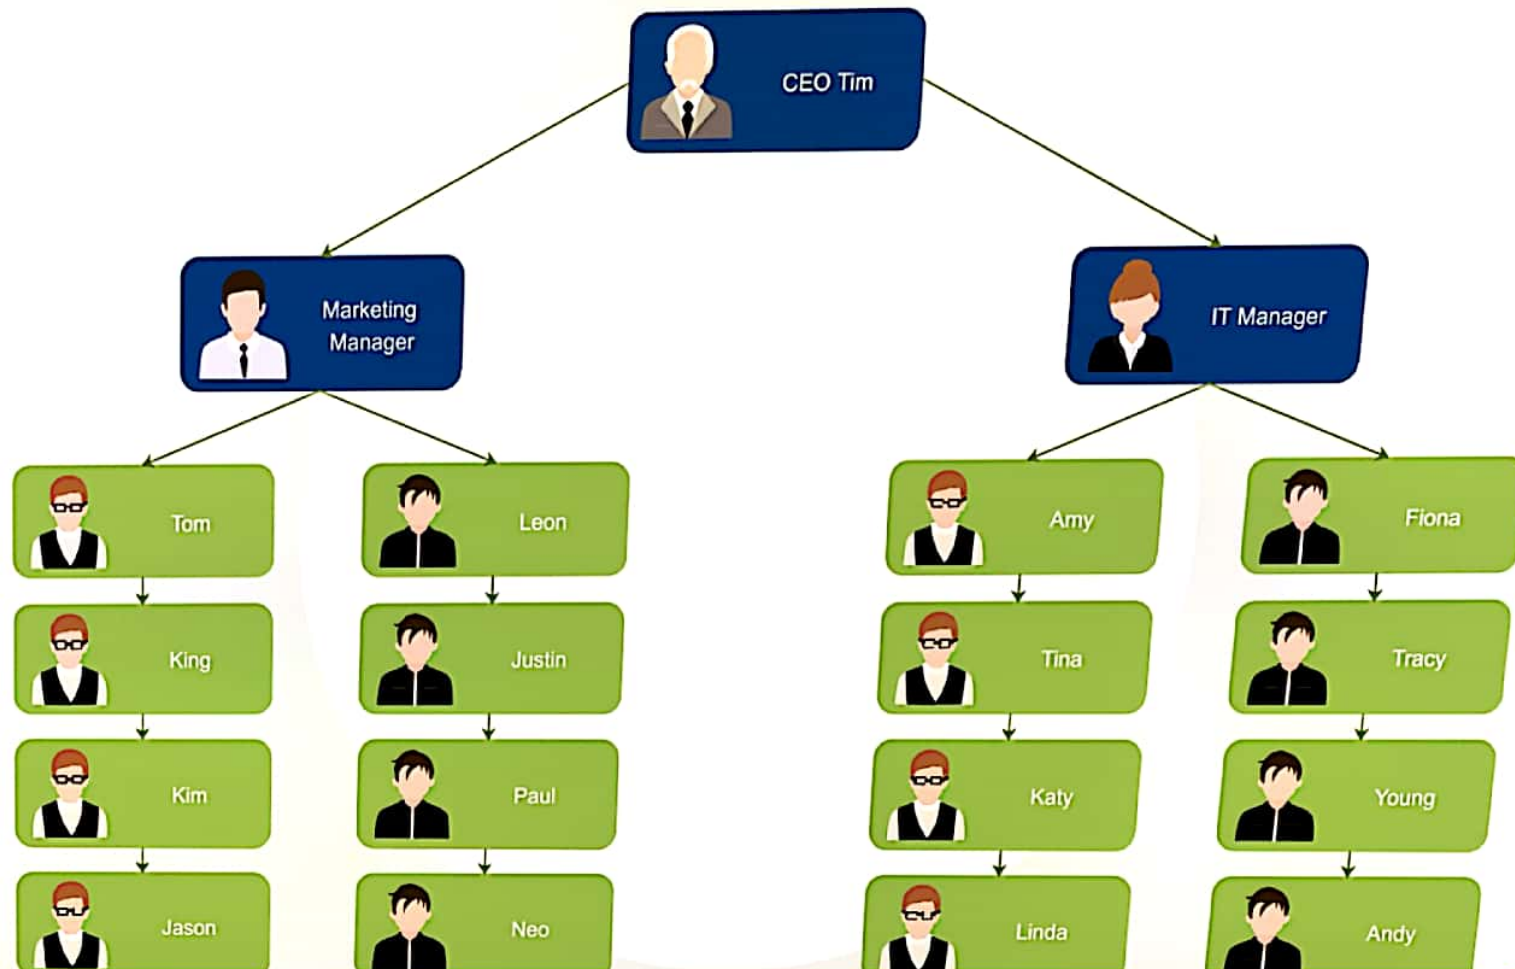 CEO Tim
Marketing
Manager
IT Manager
Tom
Leon
Amy
Fiona
King
Justin
Tina
Tracy
Kim
Paul
Katy
Young
Jason
Neo
Linda
Andy